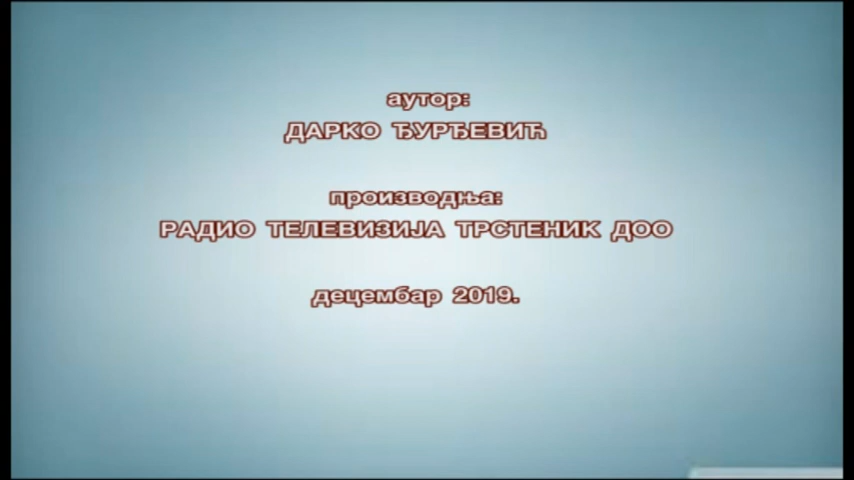 аутор:
ДАРКО ЂУРЂЕВИЋ
производња:
РАДИО ТЕЛЕВИЗИЈА ТРСТЕНИК ДОО
децембар 2019.